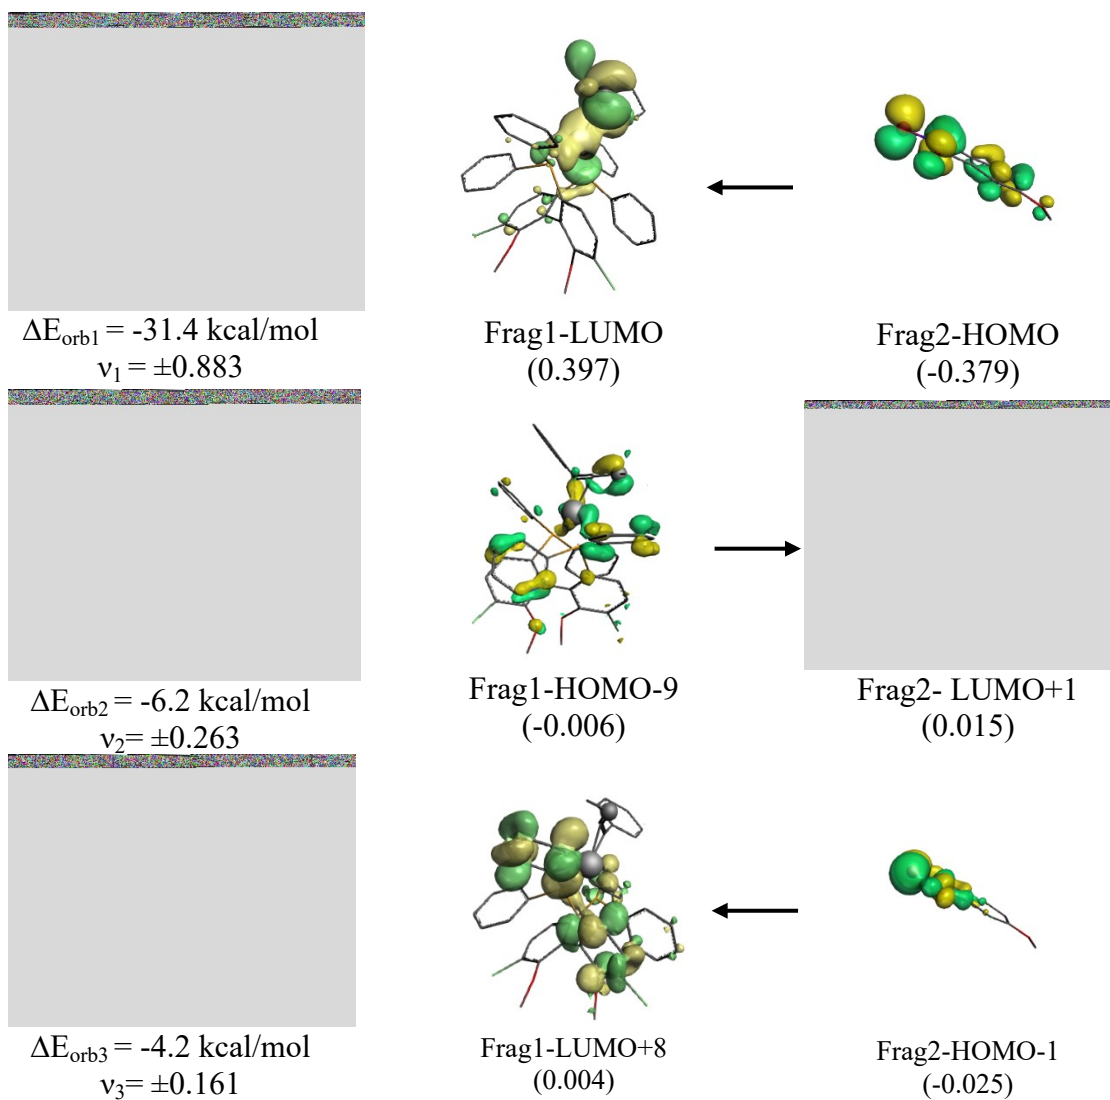 ΔEorb1 = -31.4 kcal/mol
ν1 = ±0.883
Frag1-LUMO
(0.397)
Frag2-HOMO
(-0.379)
ΔEorb2 = -6.2 kcal/mol
ν2= ±0.263
Frag1-HOMO-9
(-0.006)
Frag2- LUMO+1
(0.015)
ΔEorb3 = -4.2 kcal/mol
ν3= ±0.161
Frag1-LUMO+8
(0.004)
Frag2-HOMO-1
(-0.025)